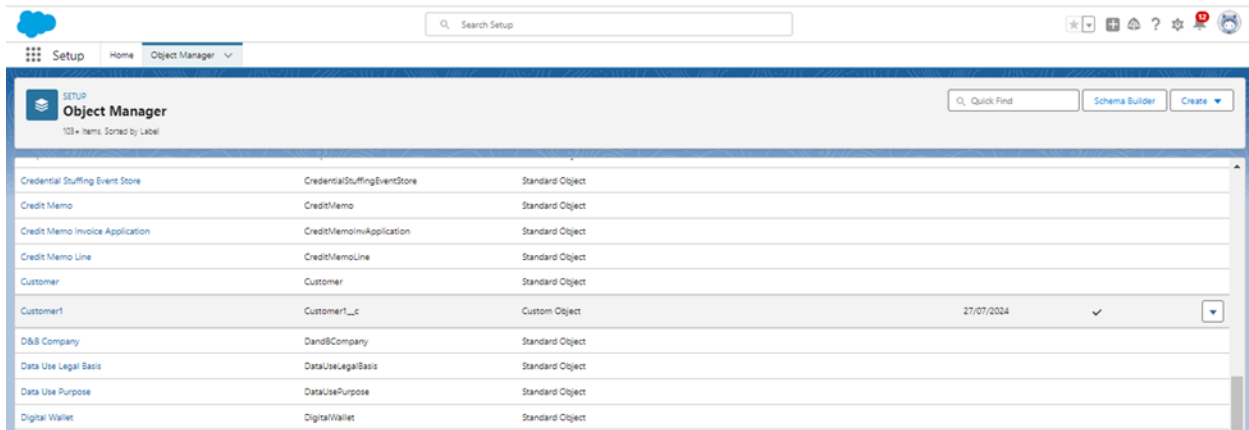 Search Setup
12
Setup Home Object Manager
SETUP
Object Manager
103+ Items, Sorted by Label
Quick Find Schema Builder Create
Credential Stuffing Event Store CredentialStuffingEventStore Standard Object
Credit Memo CreditMemo Standard Object
Credit Memo Invoice Application CreditMemoInvApplication Standard Object
Credit Memo Line CreditMemoLine Standard Object
Customer Customer Standard Object
Customer1 Customer1__c Custom Object 27/07/2024
D&B Company DandBCompany Standard Object
Data Use Legal Basis DataUseLegalBasis Standard Object
Data Use Purpose DataUsePurpose Standard Object
Digital Wallet DigitalWallet Standard Object